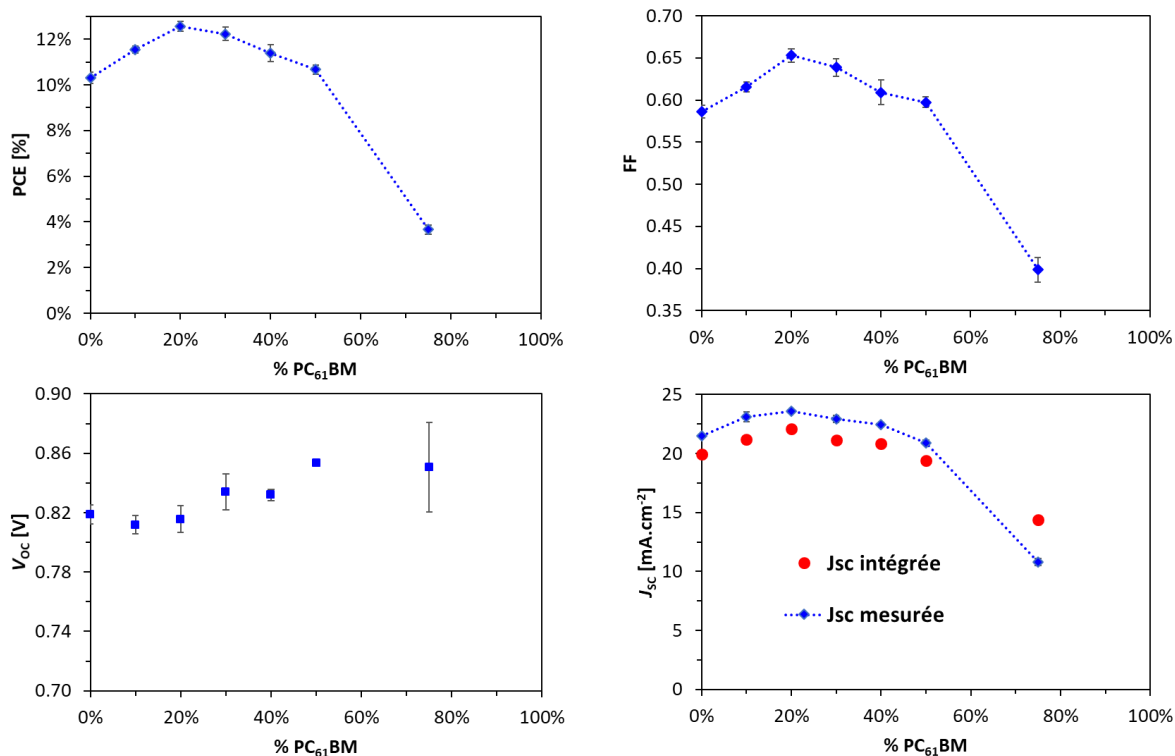 12%
10%
8%
6%
4%
2%
0%
PCE [%]
0% 20% 40% 60% 80% 100%
% PC₆₁BM
0.70
0.65
0.60
0.55
0.50
0.45
0.40
0.35
FF
0% 20% 40% 60% 80% 100%
% PC₆₁BM
0.90
0.86
0.82
0.78
0.74
0.70
V_OC [V]
0% 20% 40% 60% 80% 100%
% PC₆₁BM
25
20
15
10
5
0
J_SC [mA.cm⁻²]
Jsc intégrée
Jsc mesurée
0% 20% 40% 60% 80% 100%
% PC₆₁BM